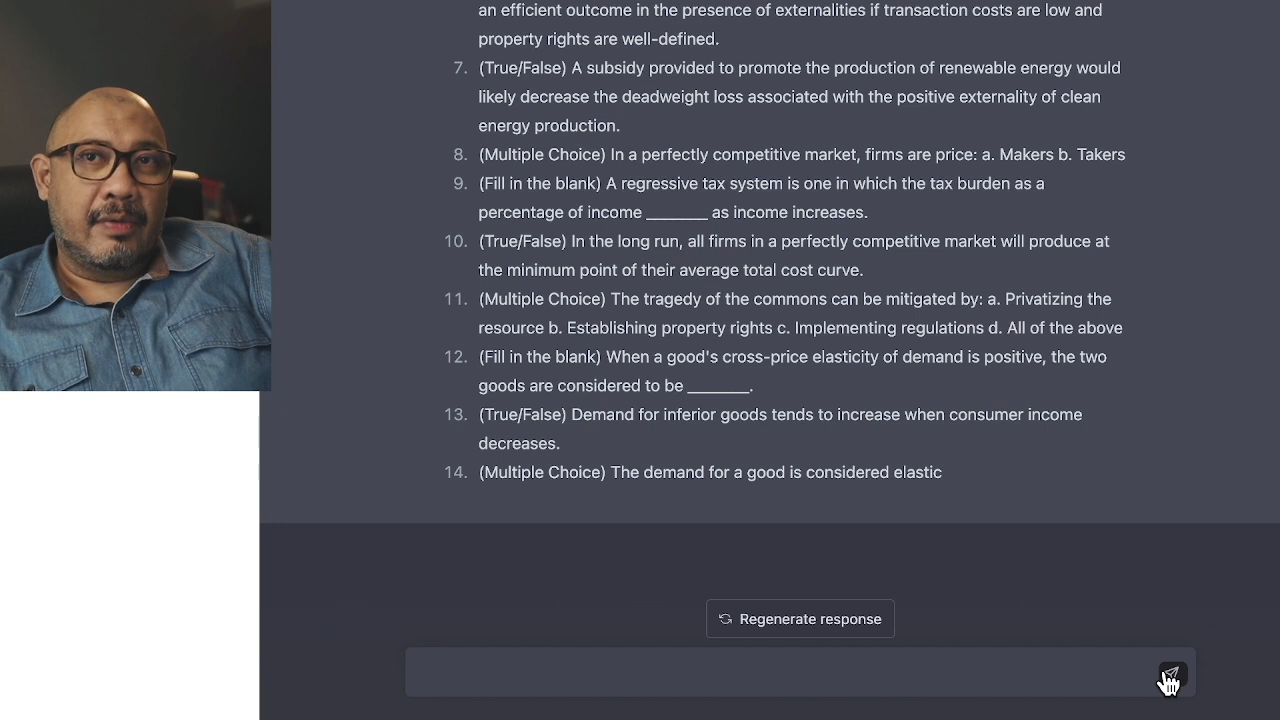 an efficient outcome in the presence of externalities if transaction costs are low and
property rights are well-defined.
7. (True/False) A subsidy provided to promote the production of renewable energy would
likely decrease the deadweight loss associated with the positive externality of clean
energy production.
8. (Multiple Choice) In a perfectly competitive market, firms are price: a. Makers b. Takers
9. (Fill in the blank) A regressive tax system is one in which the tax burden as a
percentage of income _______ as income increases.
10. (True/False) In the long run, all firms in a perfectly competitive market will produce at
the minimum point of their average total cost curve.
11. (Multiple Choice) The tragedy of the commons can be mitigated by: a. Privatizing the
resource b. Establishing property rights c. Implementing regulations d. All of the above
12. (Fill in the blank) When a good's cross-price elasticity of demand is positive, the two
goods are considered to be _______.
13. (True/False) Demand for inferior goods tends to increase when consumer income
decreases.
14. (Multiple Choice) The demand for a good is considered elastic
Regenerate response